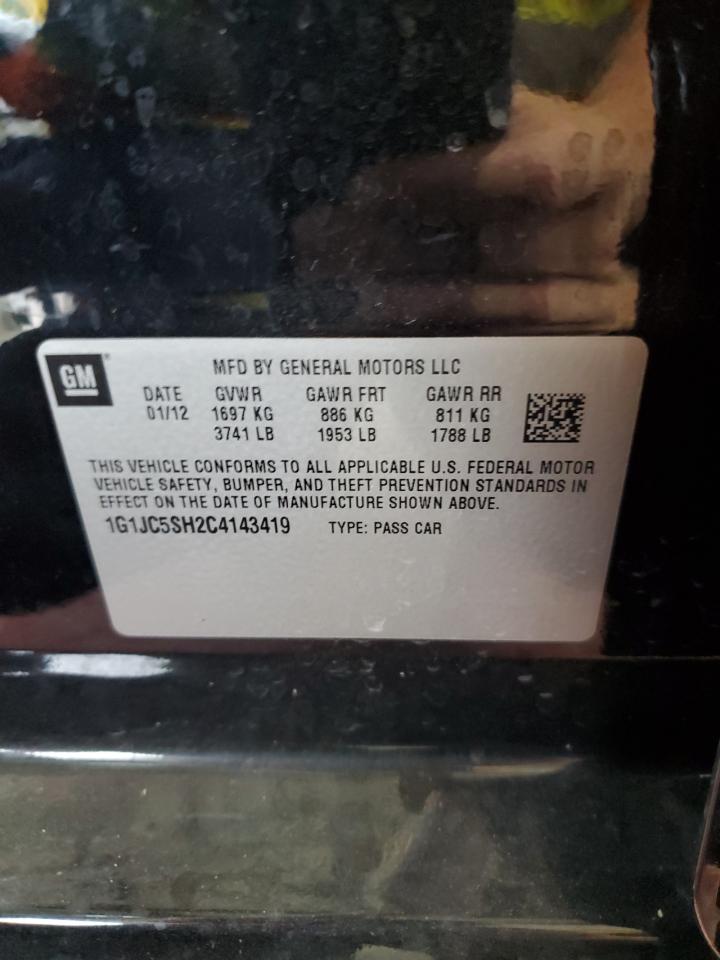 GM
MFD BY GENERAL MOTORS LLC
DATE GVWR GAWR FRT GAWR RR
01/12 1697 KG 886 KG 811 KG
3741 LB 1953 LB 1788 LB
THIS VEHICLE CONFORMS TO ALL APPLICABLE U.S. FEDERAL MOTOR
VEHICLE SAFETY, BUMPER, AND THEFT PREVENTION STANDARDS IN
EFFECT ON THE DATE OF MANUFACTURE SHOWN ABOVE.
1G1JC5SH2C4143419 TYPE: PASS CAR